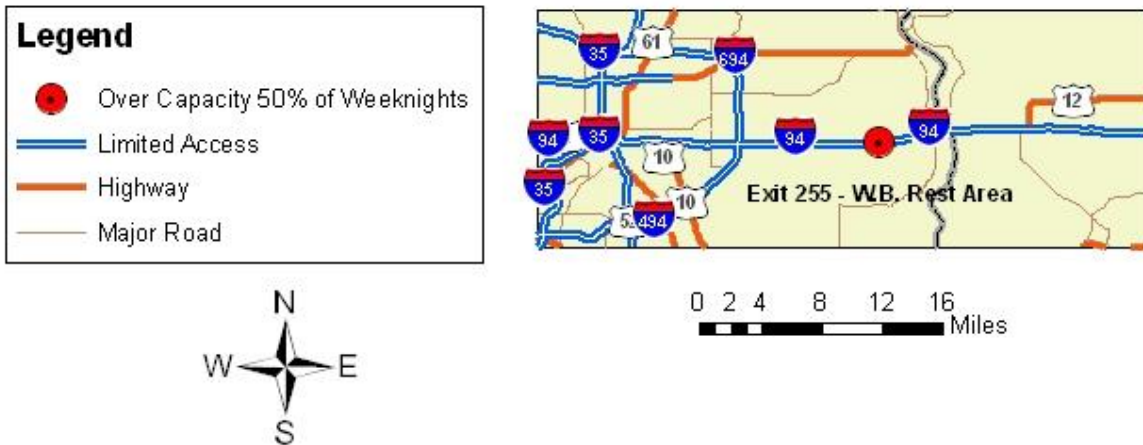 Legend
Over Capacity 50% of Weeknights
Limited Access
Highway
Major Road
N
W E
S
35
61
694
94
35
10
94
94
12
35
10
494
Exit 255 - W.B. Rest Area
0 2 4 8 12 16
Miles